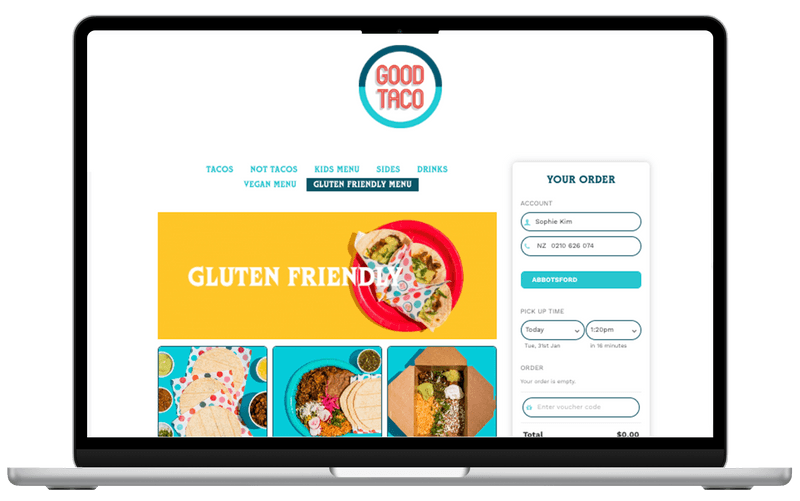 GOOD
TACO
TACOS NOT TACOS KIDS MENU SIDES DRINKS
VEGAN MENU GLUTEN FRIENDLY MENU
GLUTEN FRIENDLY
YOUR ORDER
ACCOUNT
Sophie Kim
NZ 0210 626 074
ABBOTSFORD
PICK UP TIME
Today 1:20pm
Tue, 31st Jan in 16 minutes
ORDER
Your order is empty.
Enter voucher code
Total $0.00